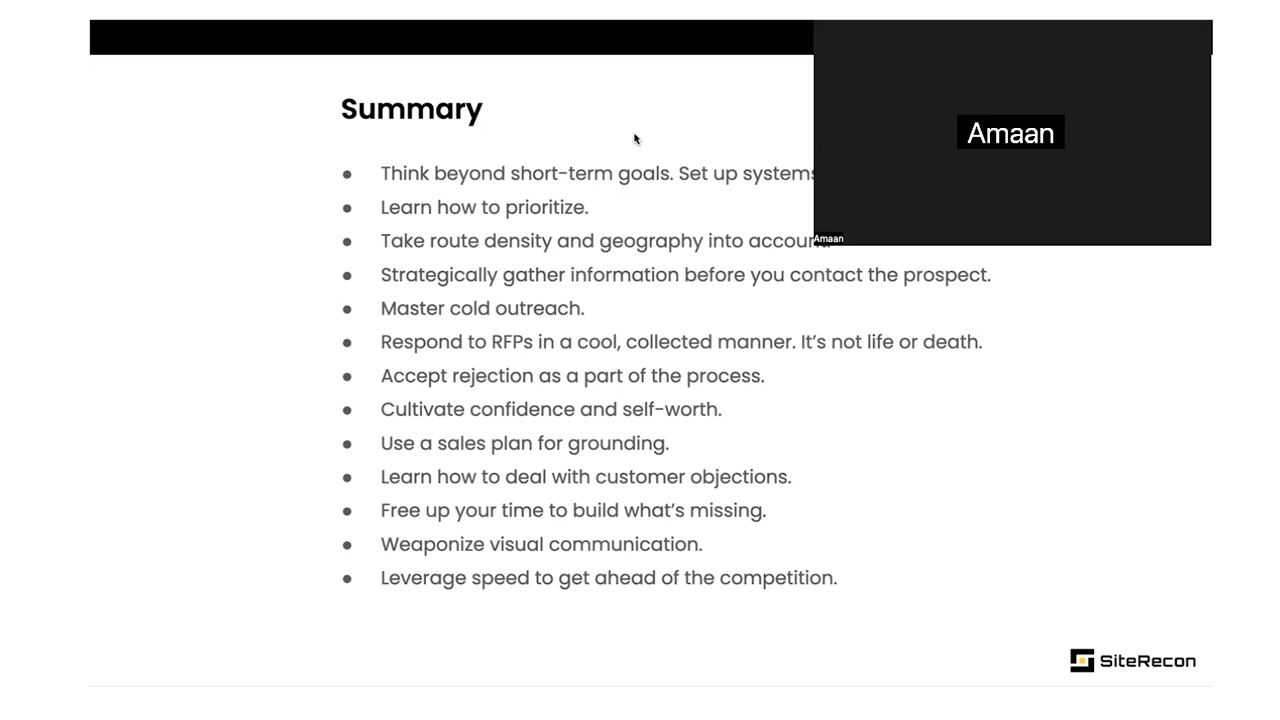 Summary
Amaan
● Think beyond short-term goals. Set up systems
● Learn how to prioritize.
● Take route density and geography into account.
Amaan
● Strategically gather information before you contact the prospect.
● Master cold outreach.
● Respond to RFPs in a cool, collected manner. It’s not life or death.
● Accept rejection as a part of the process.
● Cultivate confidence and self-worth.
● Use a sales plan for grounding.
● Learn how to deal with customer objections.
● Free up your time to build what’s missing.
● Weaponize visual communication.
● Leverage speed to get ahead of the competition.
SiteRecon